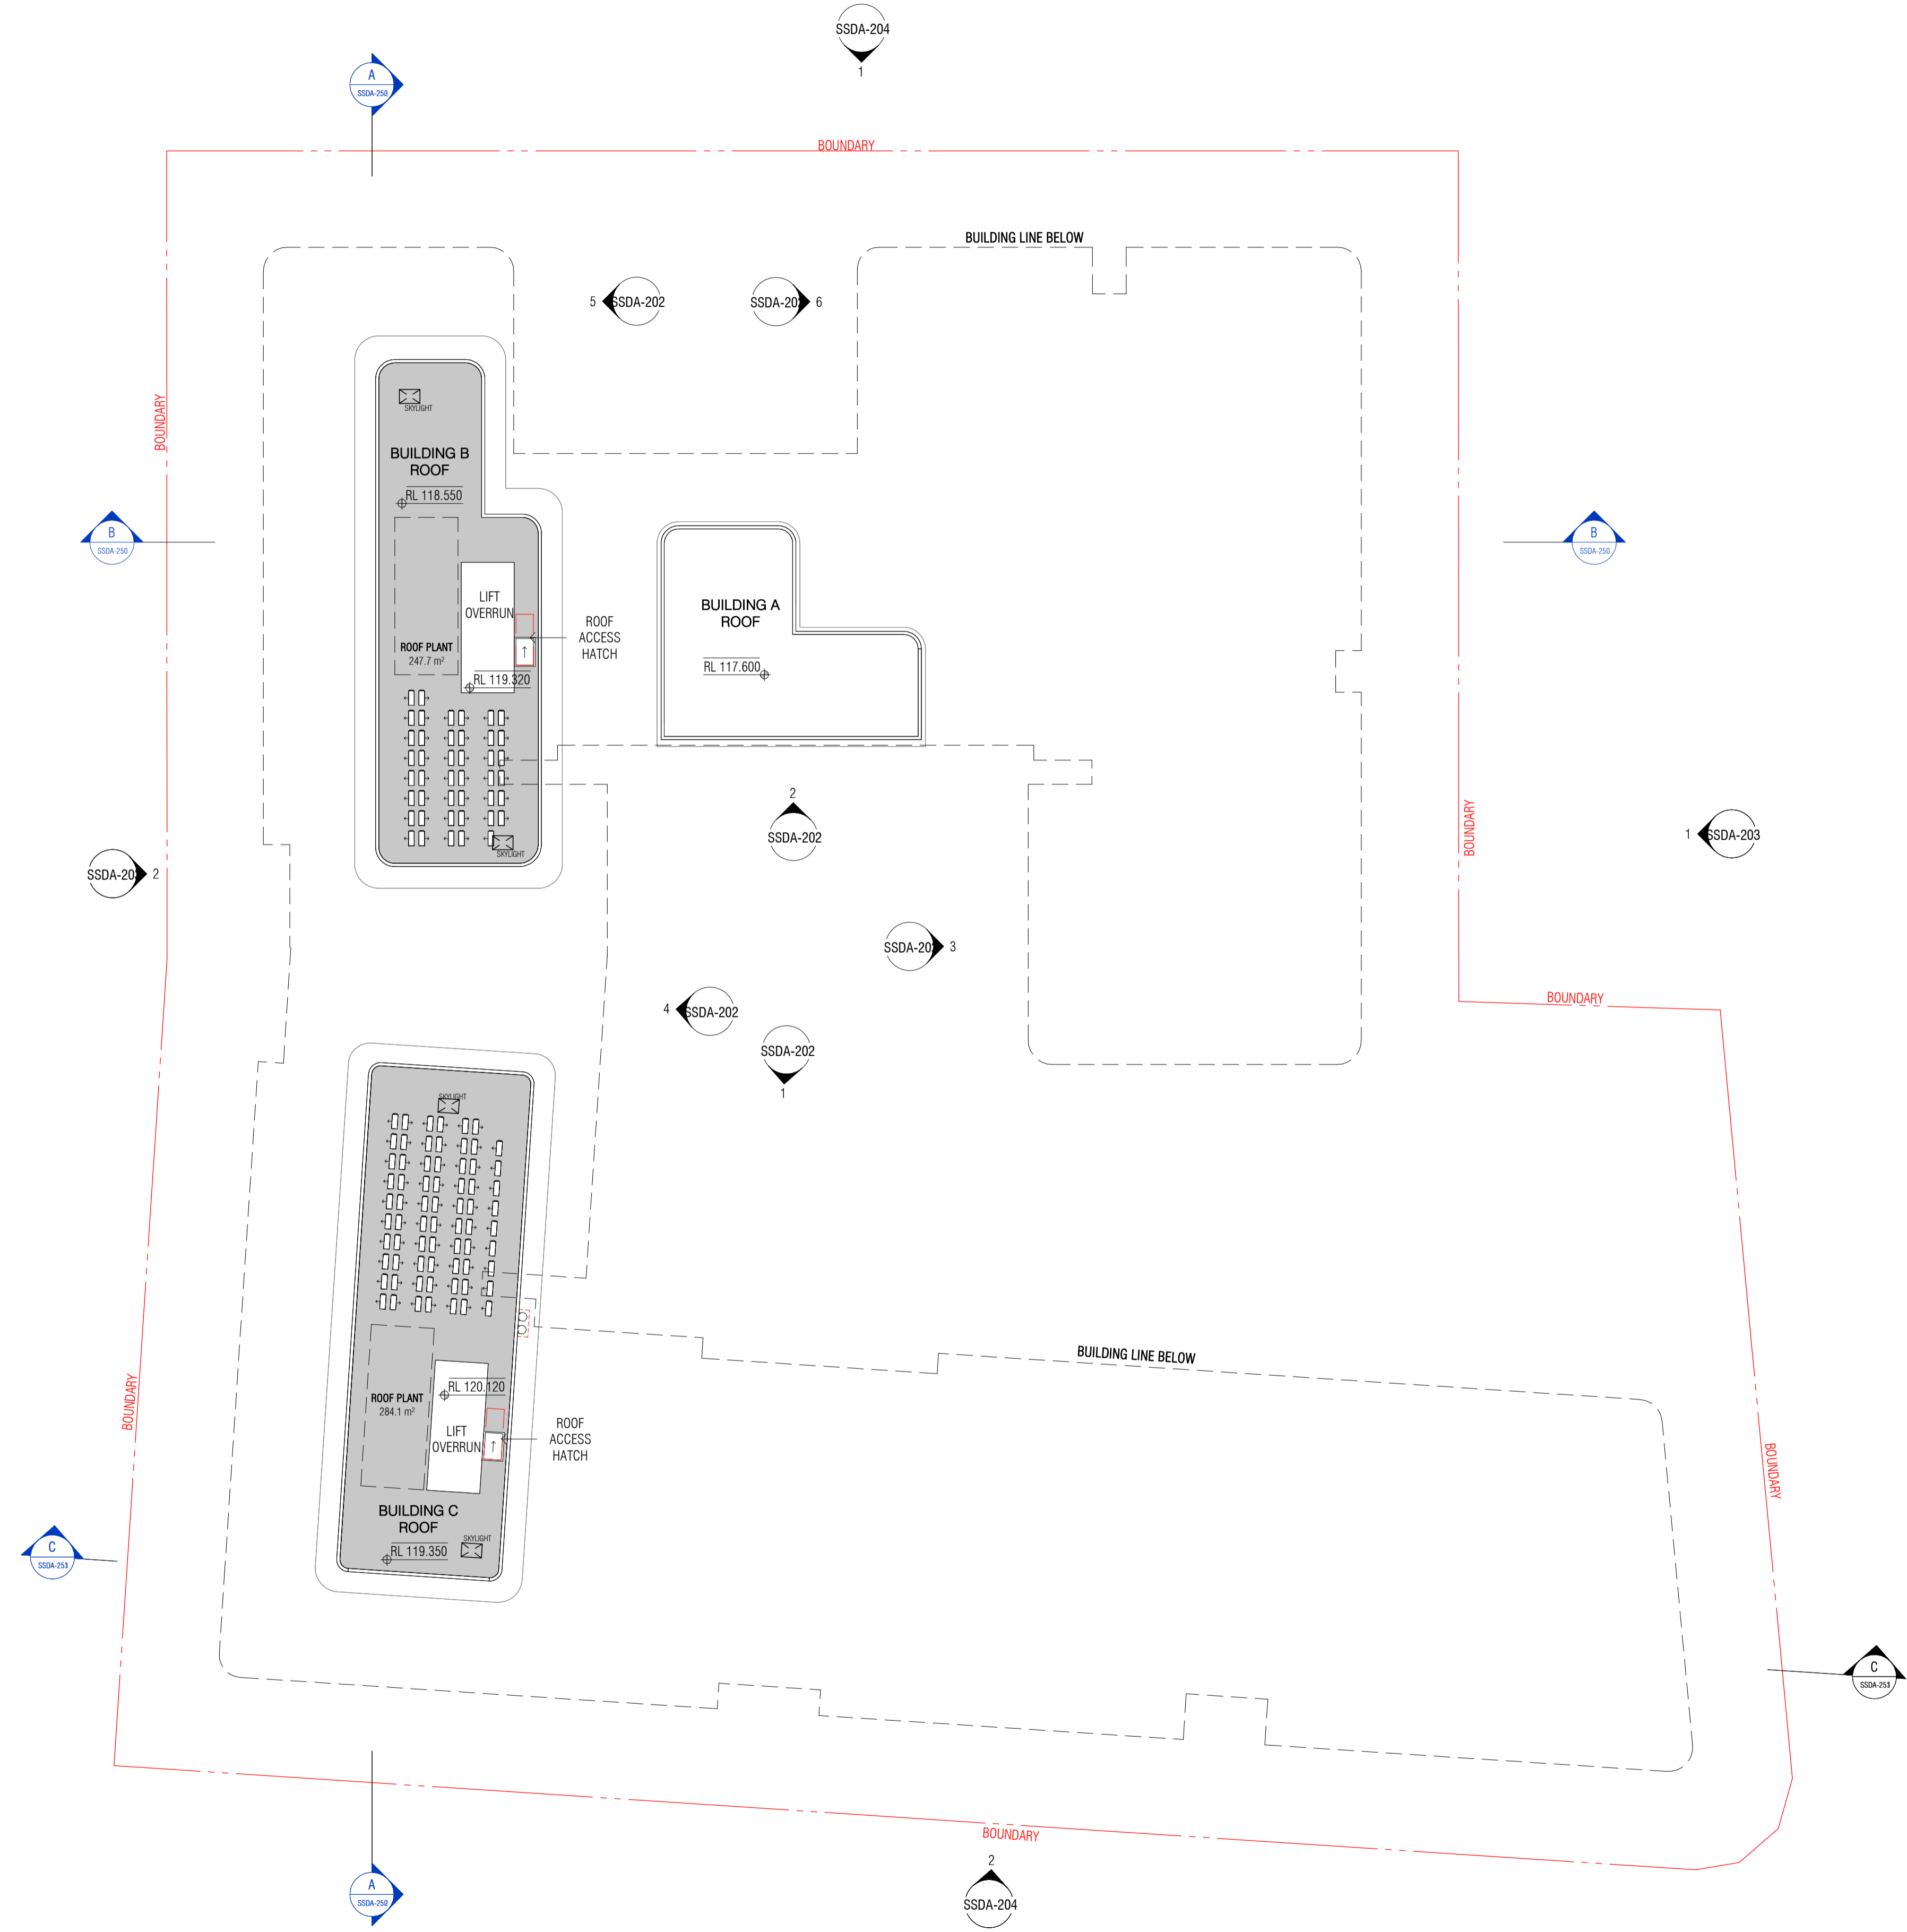 SSDA-204
1
A
SSDA-250
BOUNDARY
BUILDING LINE BELOW
5
SSDA-202
SSDA-202
6
BOUNDARY
SKYLIGHT
BUILDING B
ROOF
RL 118.550
B
SSDA-250
B
SSDA-250
LIFT
OVERRUN
ROOF
ACCESS
HATCH
ROOF PLANT
247.7 m²
RL 119.320
BUILDING A
ROOF
RL 117.600
2
SSDA-202
BOUNDARY
1
SSDA-203
SKYLIGHT
SSDA-20
2
SSDA-20
3
4
SSDA-202
BOUNDARY
SSDA-202
1
SKYLIGHT
BUILDING LINE BELOW
RL 120.120
ROOF PLANT
284.1 m²
LIFT
OVERRUN
ROOF
ACCESS
HATCH
BOUNDARY
BOUNDARY
BUILDING C
ROOF
SKYLIGHT
RL 119.350
C
SSDA-253
C
SSDA-253
BOUNDARY
2
SSDA-204
A
SSDA-250